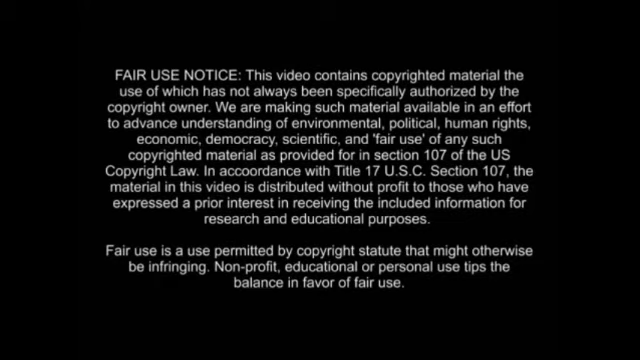 FAIR USE NOTICE: This video contains copyrighted material the
use of which has not always been specifically authorized by the
copyright owner. We are making such material available in an effort
to advance understanding of environmental, political, human rights,
economic, democracy, scientific, and 'fair use' of any such
copyrighted material as provided for in section 107 of the US
Copyright Law. In accoordance with Title 17 U.S.C. Section 107, the
material in this video is distributed without profit to those who have
expressed a prior interest in receiving the included information for
research and educational purposes.
Fair use is a use permitted by copyright statute that might otherwise
be infringing. Non-profit, educational or personal use tips the
balance in favor of fair use.